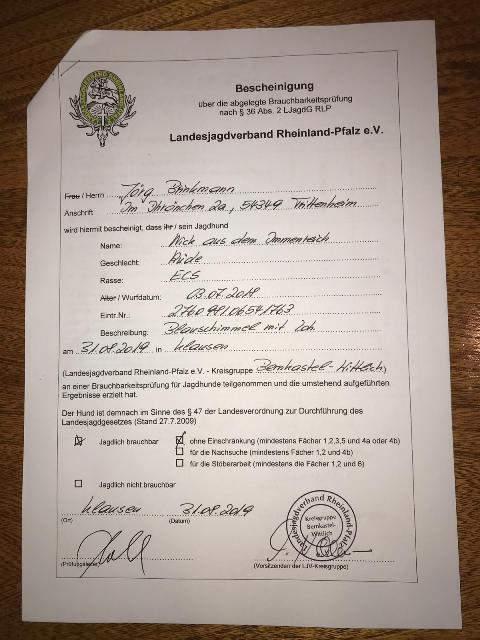 Bescheinigung
über die abgelegte Brauchbarkeitsprüfung
nach § 36 Abs. 2 LJagdG RLP
Landesjagdverband Rheinland-Pfalz e.V.
Frau / Herrn Jörg Brinkmann
Anschrift Im 2a, 54349 Trittenheim
wird hiermit bescheinigt, dass ihr / sein Jagdhund
Name: Nick aus dem Immenreich
Geschlecht: Rüde
Rasse: ECS
Alter / Wurfdatum: 03.07.2018
Eintr.Nr.:
Beschreibung: Blauschimmel mit Loh
am 31.08.2019 in Klausen
(Landesjagdverband Rheinland-Pfalz e.V. - Kreisgruppe Bernkastel-Wittlich)
an einer Brauchbarkeitsprüfung für Jagdhunde teilgenommen und die umstehend aufgeführten
Ergebnisse erzielt hat.
Der Hund ist demnach im Sinne des § 47 der Landesverordnung zur Durchführung des
Landesjagdgesetzes (Stand 27.7.2009)
Jagdlich brauchbar ohne Einschränkung (mindestens Fächer 1,2,3,5 und 4a oder 4b)
für die Nachsuche (mindestens Fächer 1,2 und 4b)
für die Stöberarbeit (mindestens die Fächer 1,2 und 6)
Jagdlich nicht brauchbar
Klausen 31.08.2019
(Ort) (Datum)
Landesjagdverband Rheinland-Pfalz
Kreisgruppe
Bernkastel-
Wittlich
(Prüfungsleiter) (Vorsitzender der LJV-Kreisgruppe)